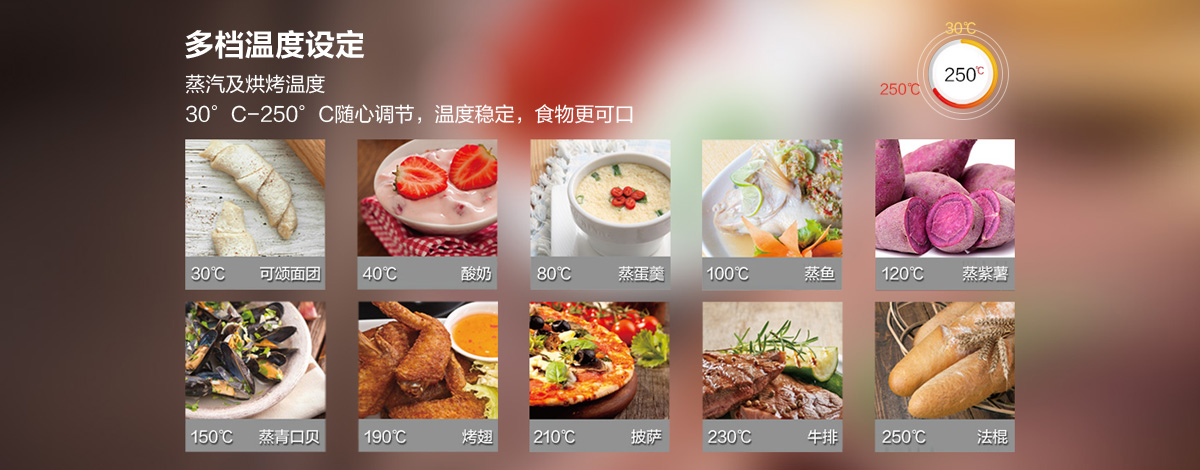 多档温度设定
蒸汽及烘烤温度
30°C-250°C随心调节，温度稳定，食物更可口
30℃
250℃
250℃
30℃ 可颂面团
40℃ 酸奶
80℃ 蒸蛋羹
100℃ 蒸鱼
120℃ 蒸紫薯
150℃ 蒸青口贝
190℃ 烤翅
210℃ 披萨
230℃ 牛排
250℃ 法棍